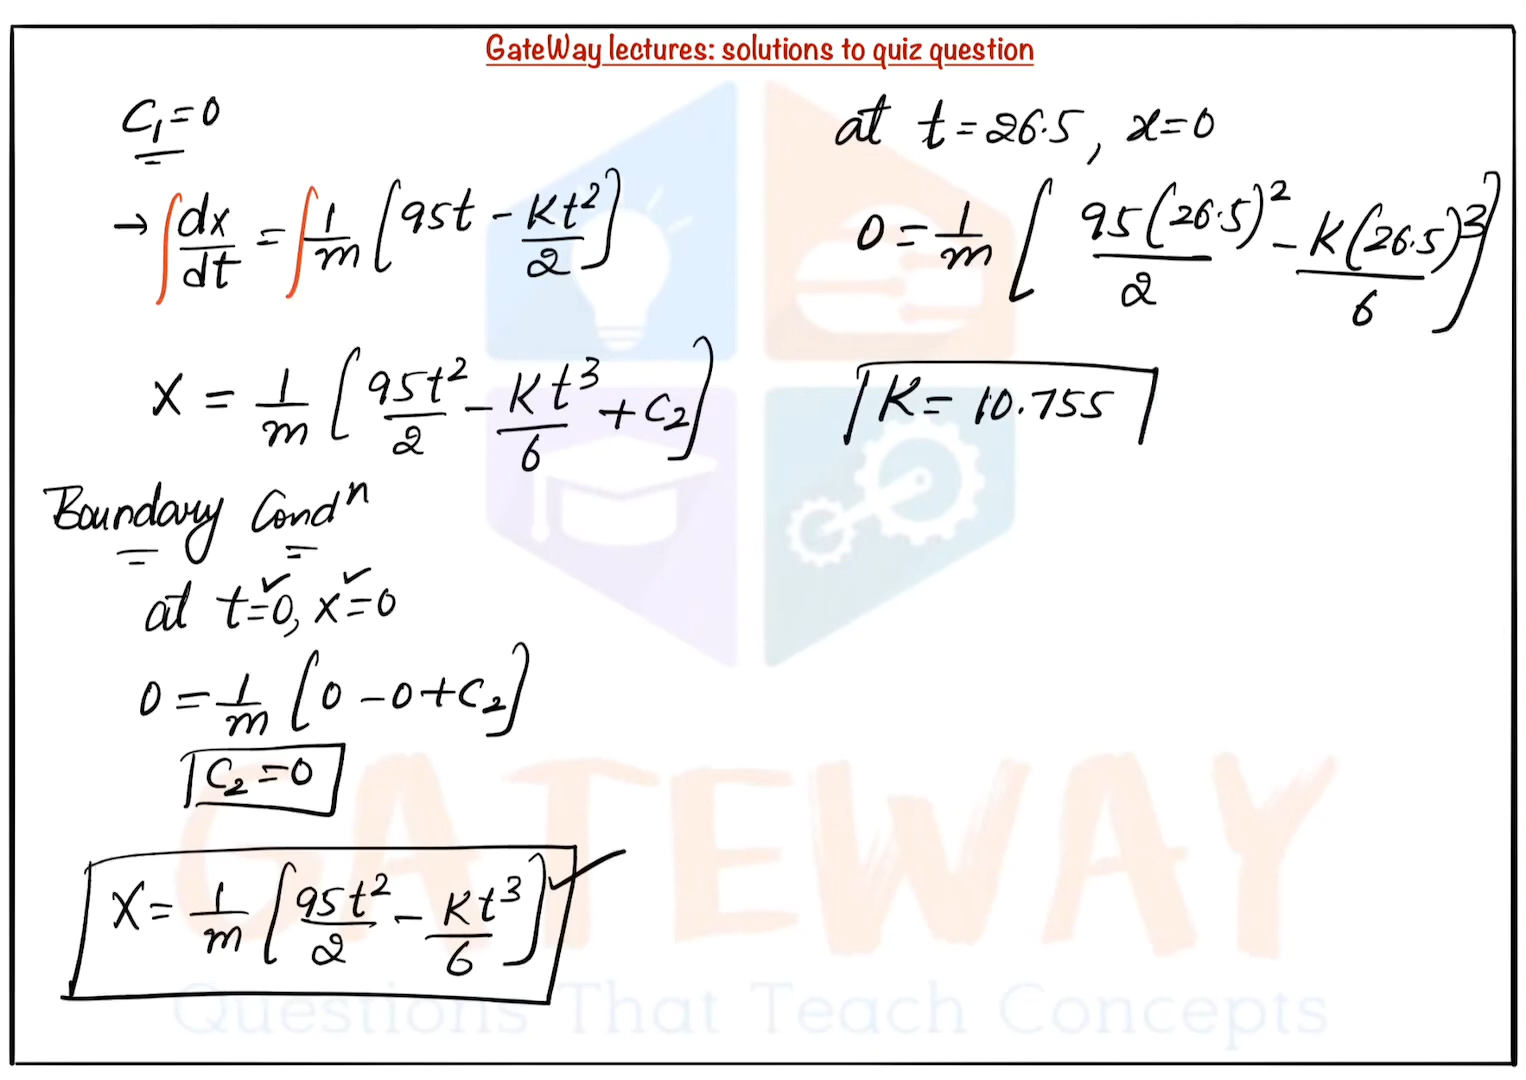 GateWay lectures: solutions to quiz question
C₁=0
→ ∫dx/dt = ∫1/m [95t - Kt²/2]
X = 1/m [95t²/2 - Kt³/6 + C₂]
Boundary Condⁿ
at t=0, x=0
0 = 1/m [0 - 0 + C₂]
C₂=0
X = 1/m [95t²/2 - Kt³/6]
at t=26.5, x=0
0 = 1/m [95(26.5)²/2 - K(26.5)³/6]
K= 10.755
GATEWAY
Questions That Teach Concepts